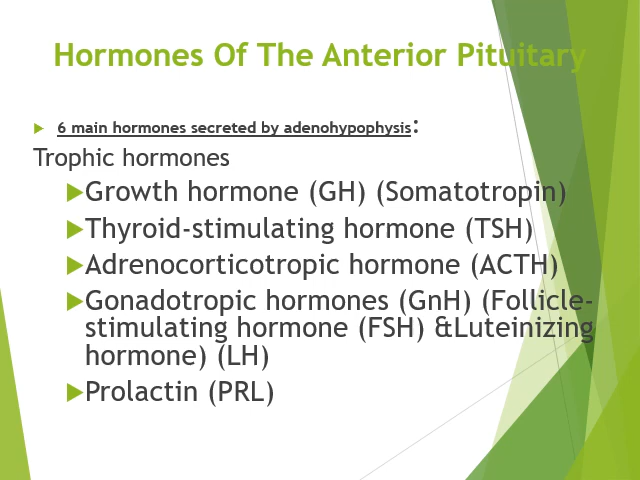 Hormones Of The Anterior Pituitary
6 main hormones secreted by adenohypophysis:
Trophic hormones
Growth hormone (GH) (Somatotropin)
Thyroid-stimulating hormone (TSH)
Adrenocorticotropic hormone (ACTH)
Gonadotropic hormones (GnH) (Follicle-
stimulating hormone (FSH) &Luteinizing
hormone) (LH)
Prolactin (PRL)